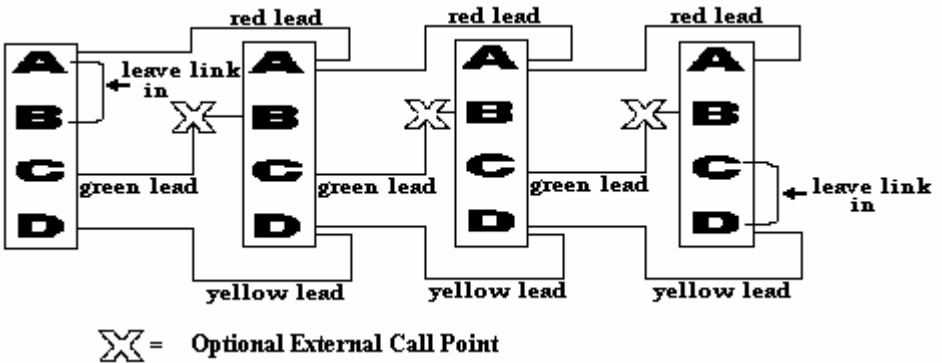 red lead
red lead
red lead
A
A
A
A
leave link
in
B
B
B
B
X
X
X
C
C
C
C
green lead
green lead
green lead
leave link
in
D
D
D
D
yellow lead
yellow lead
yellow lead
X = Optional External Call Point